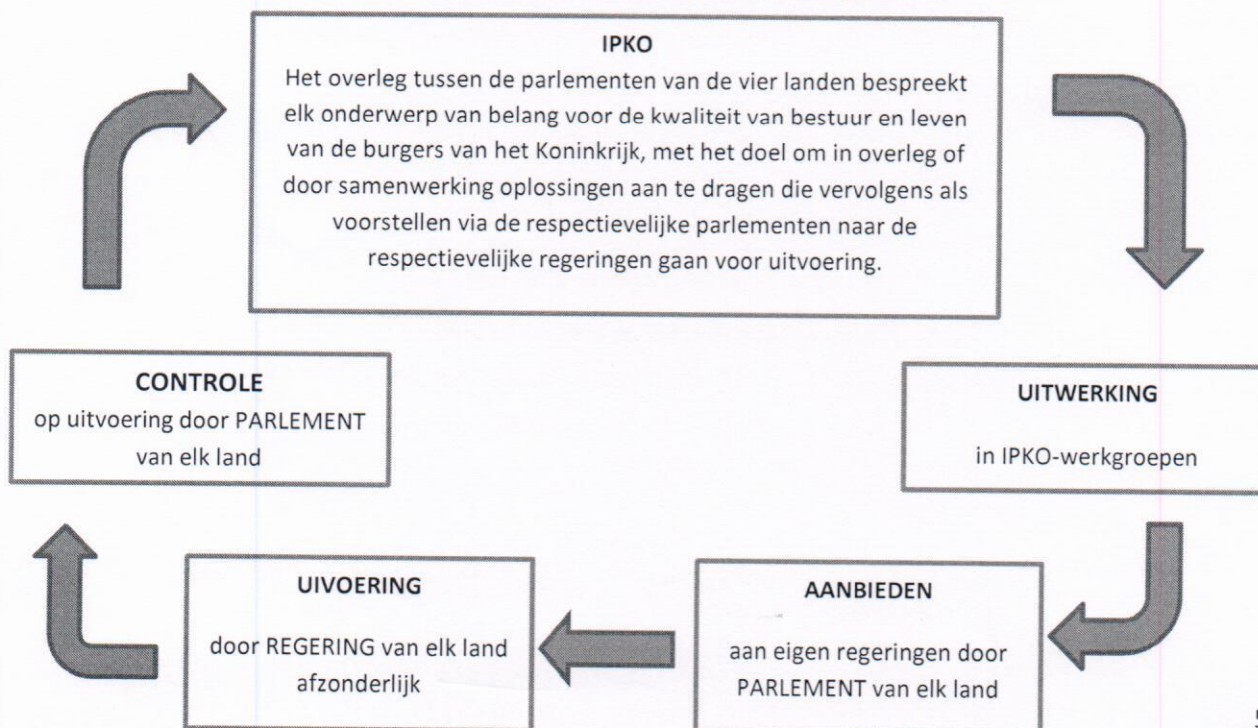 IPKO
Het overleg tussen de parlementen van de vier landen bespreekt
elk onderwerp van belang voor de kwaliteit van bestuur en leven
van de burgers van het Koninkrijk, met het doel om in overleg of
door samenwerking oplossingen aan te dragen die vervolgens als
voorstellen via de respectievelijke parlementen naar de
respectievelijke regeringen gaan voor uitvoering.
UITWERKING
in IPKO-werkgroepen
AANBIEDEN
aan eigen regeringen door
PARLEMENT van elk land
UIVOERING
door REGERING van elk land
afzonderlijk
CONTROLE
op uitvoering door PARLEMENT
van elk land